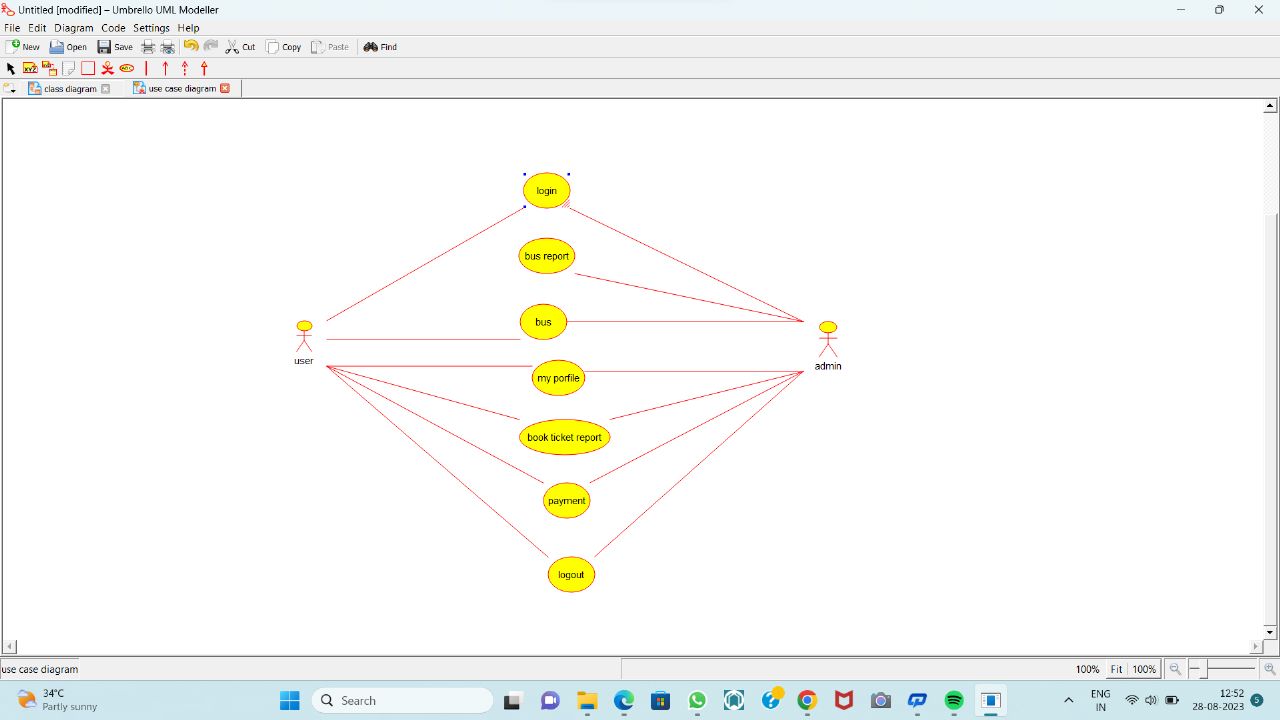 Untitled [modified] – Umbrello UML Modeller
File Edit Diagram Code Settings Help
New Open Save Cut Copy Paste Find
class diagram use case diagram
login
bus report
bus
user
admin
my porfile
book ticket report
payment
logout
use case diagram 100% Fit 100%
34°C
Partly sunny
Search
ENG
IN
12:52
28-08-2023
5